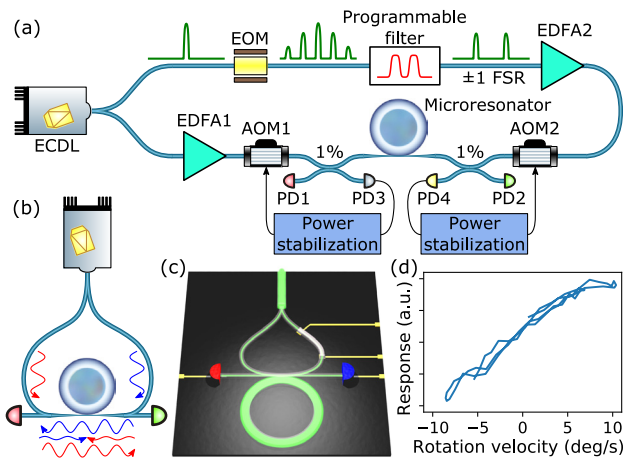 (a)
EOM
Programmable
filter
EDFA2
±1 FSR
ECDL
EDFA1
AOM1
1%
Microresonator
1%
AOM2
PD1
PD3
PD4
PD2
Power
stabilization
Power
stabilization
(b)
(c)
(d)
Response (a.u.)
−10
−5
0
5
10
Rotation velocity (deg/s)